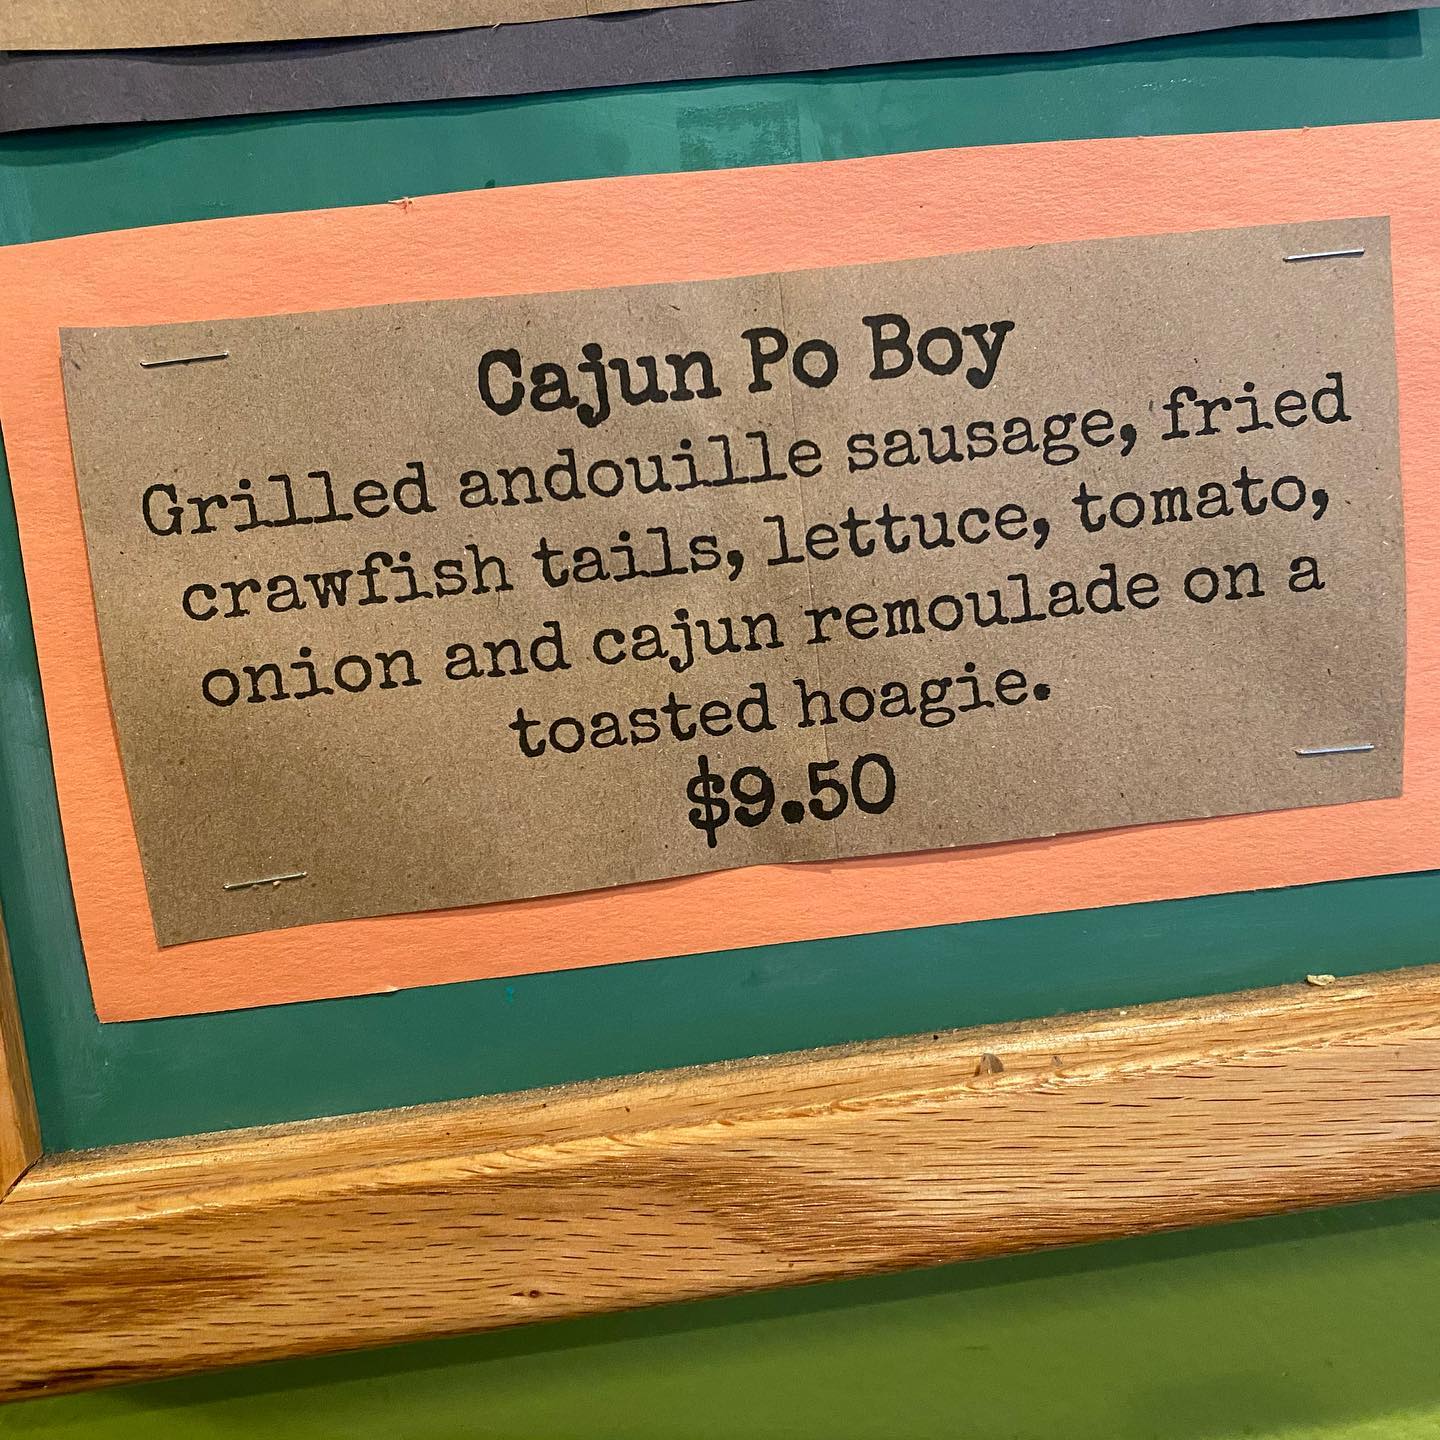 Cajun Po Boy
Grilled andouille sausage, fried
crawfish tails, lettuce, tomato,
onion and cajun remoulade on a
toasted hoagie.
$9.50